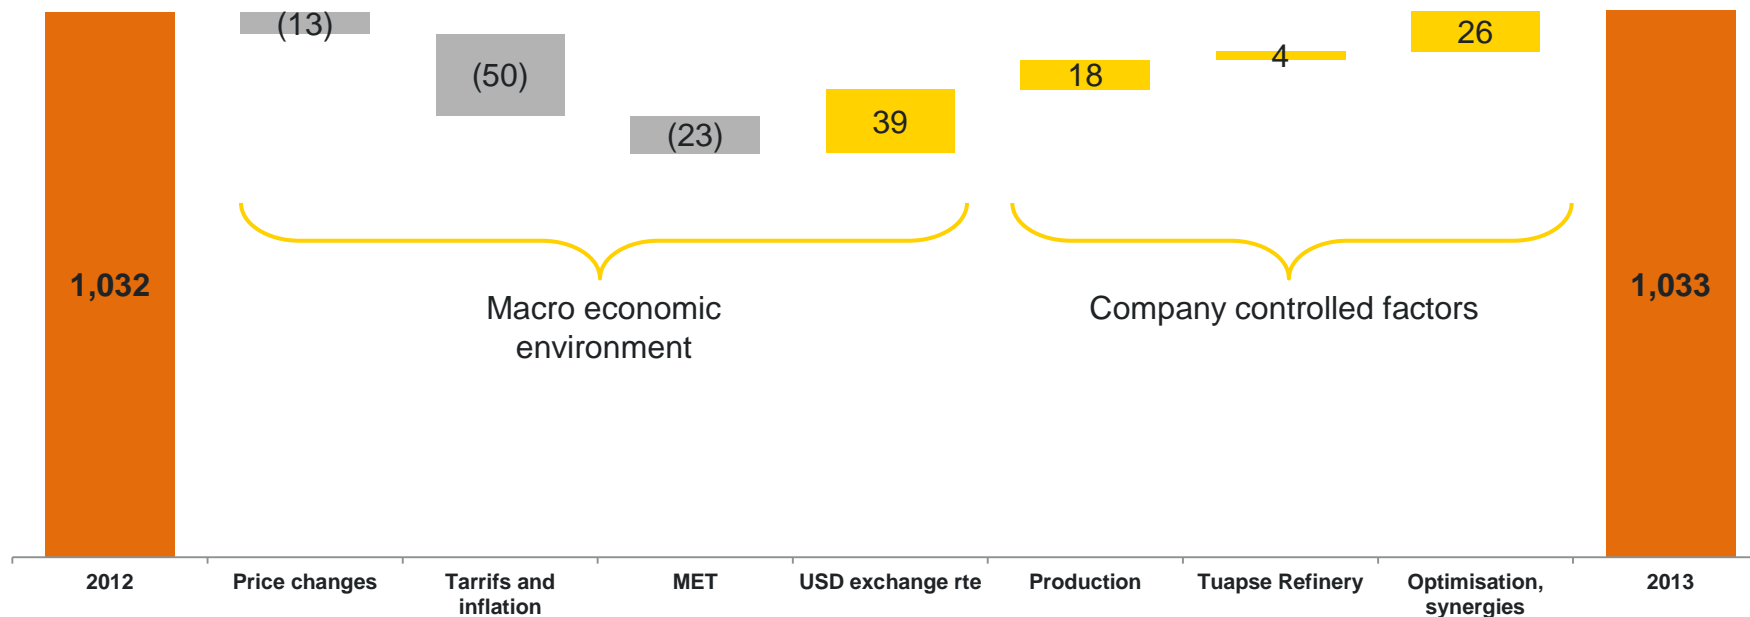 (13)
(50)
(23)
39
18
4
26
1,032
1,033
Macro economic
environment
Company controlled factors
2012
Price changes
Tarrifs and
inflation
MET
USD exchange rte
Production
Tuapse Refinery
Optimisation,
synergies
2013